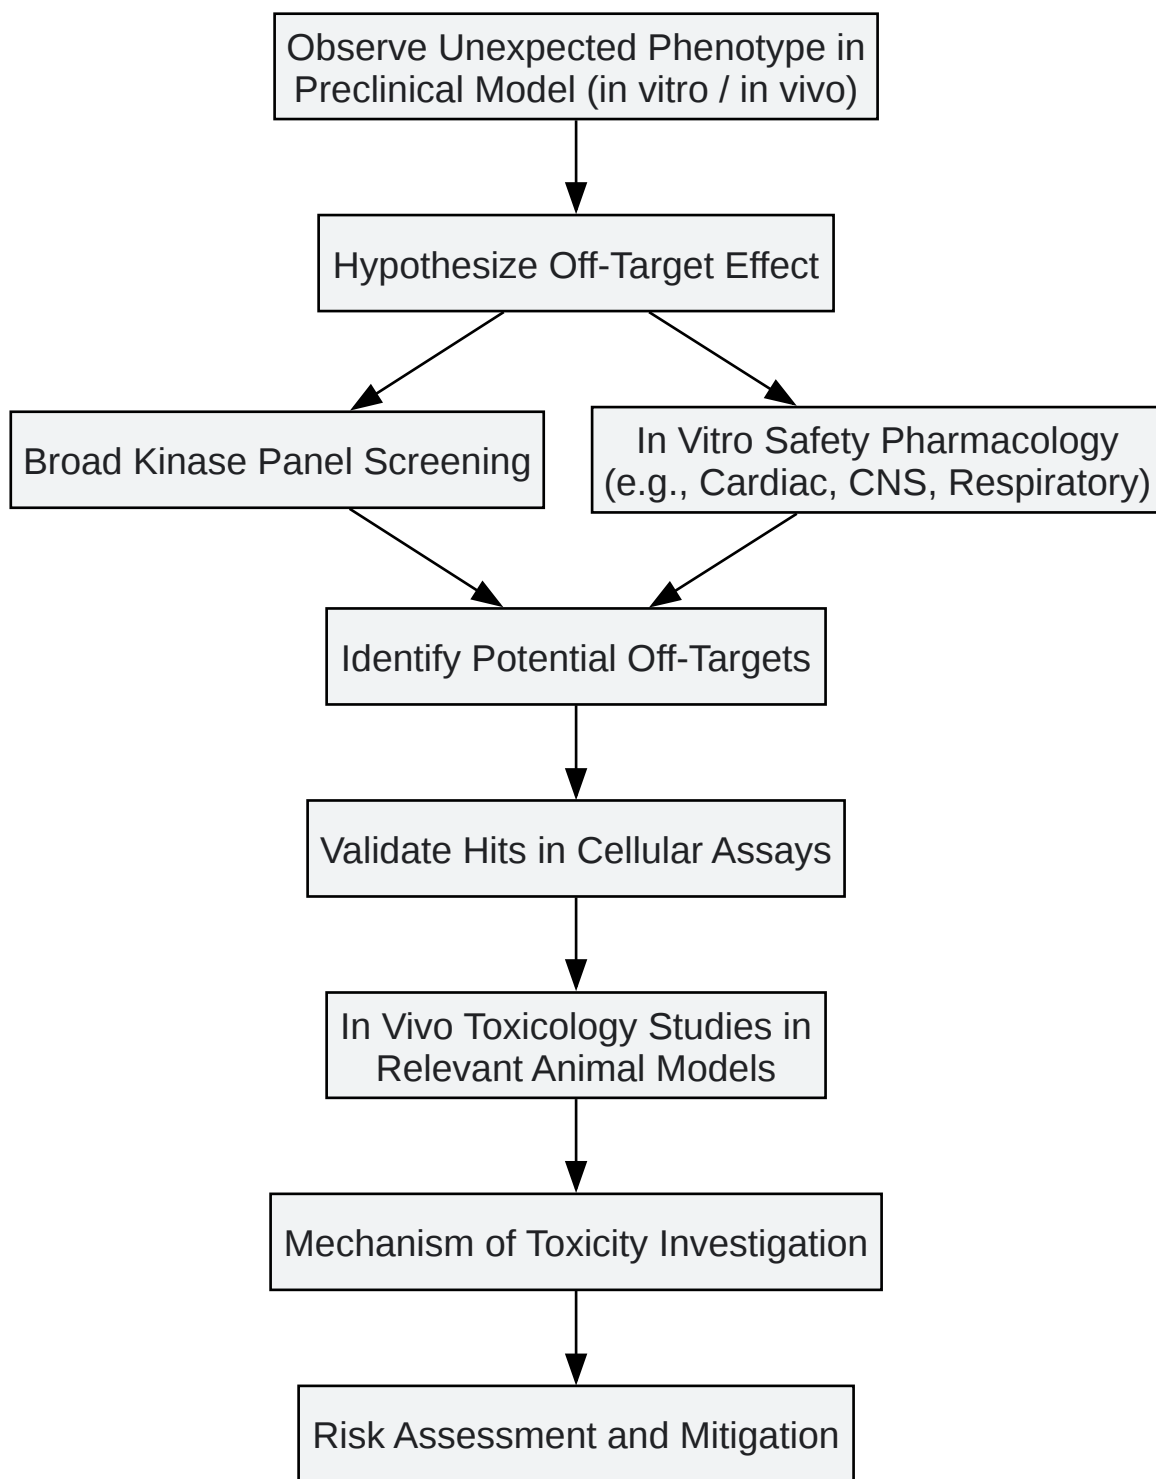 Observe Unexpected Phenotype in
Preclinical Model (in vitro / in vivo)
Hypothesize Off-Target Effect
Broad Kinase Panel Screening
In Vitro Safety Pharmacology
(e.g., Cardiac, CNS, Respiratory)
Identify Potential Off-Targets
Validate Hits in Cellular Assays
In Vivo Toxicology Studies in
Relevant Animal Models
Mechanism of Toxicity Investigation
Risk Assessment and Mitigation